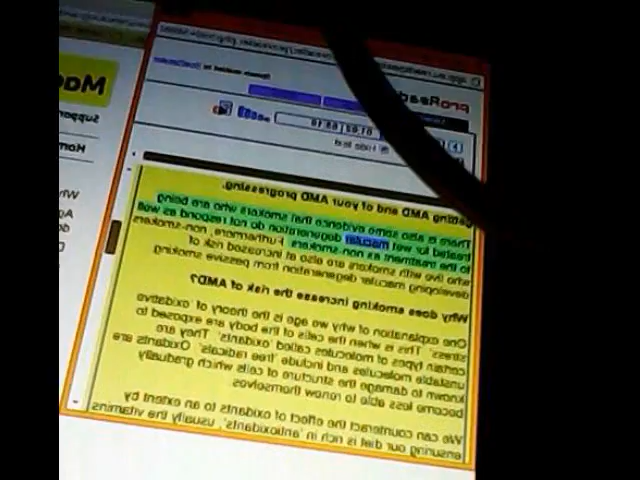 Mac
Suppor
Hom
proRead
Hide text
getting AMD and of your AMD progressing.
There is also some evidence that smokers who are being
treated for wet macular degeneration do not respond as well
to the treatment as non-smokers. Furthermore, non-smokers
who live with smokers are also at increased risk of
developing macular degeneration from passive smoking
Why does smoking increase the risk of AMD?
One explanation of why we age is the theory of 'oxidative
stress'. This is when the cells of the body are exposed to
certain types of molecules called 'oxidants'. They are
unstable molecules and include 'free radicals'. Oxidants are
known to damage the structure of cells which gradually
become less able to renew themselves
We can counteract the effect of oxidants to an extent by
ensuring our diet is rich in 'antioxidants', usually the vitamins